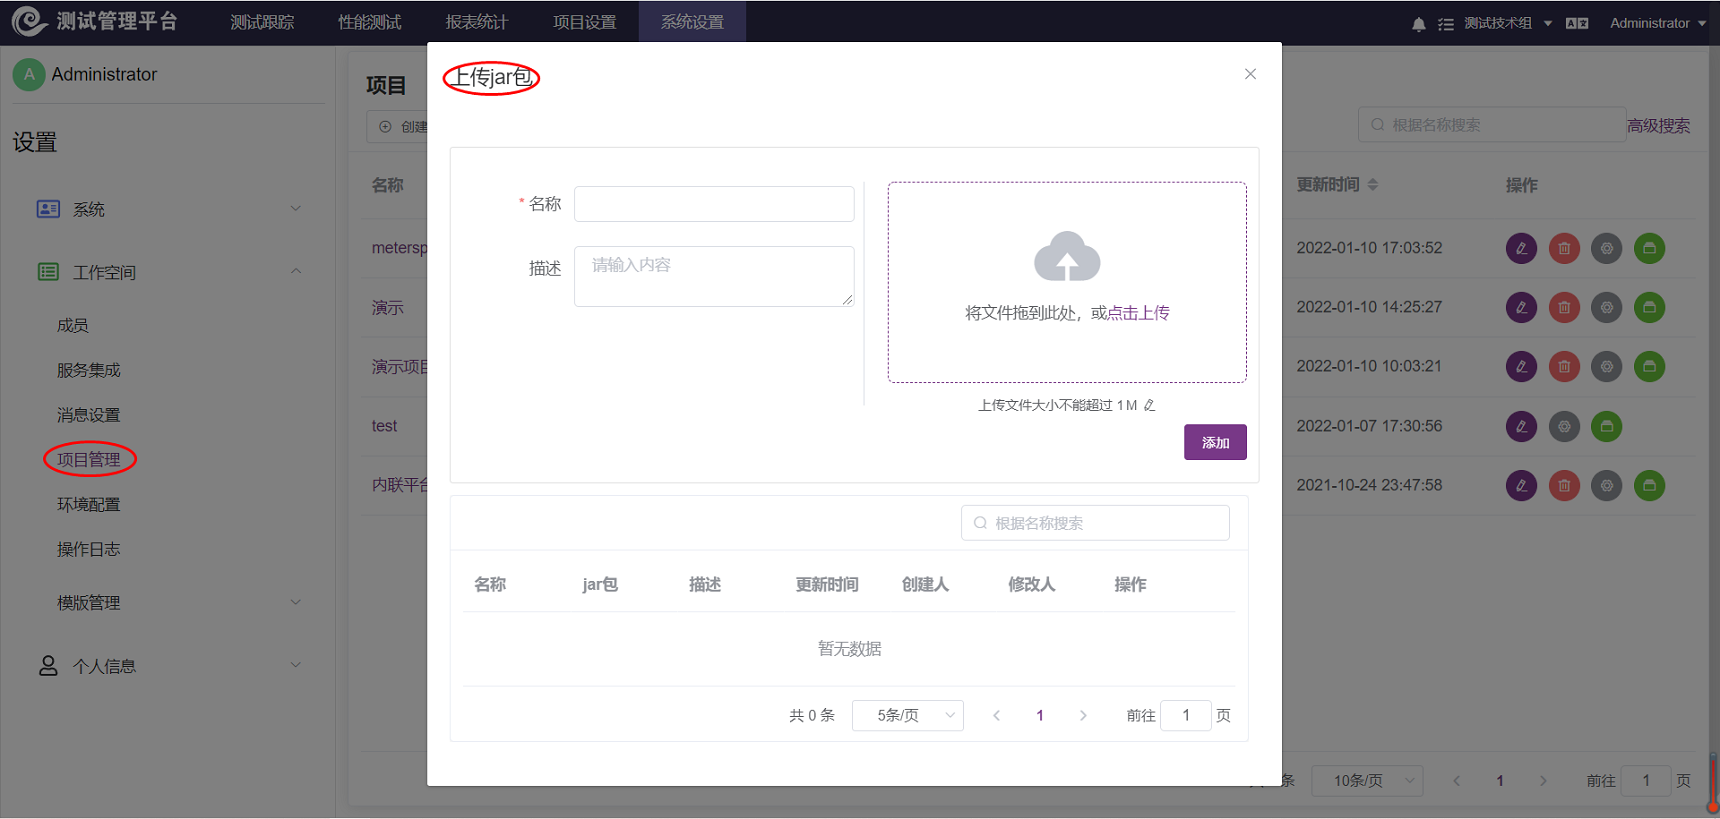 测试管理平台 测试跟踪 性能测试 报表统计 项目设置 系统设置 测试技术组 Administrator
A Administrator
设置
系统
工作空间
成员
服务集成
消息设置
项目管理
环境配置
操作日志
模版管理
个人信息
项目
创建
根据名称搜索 高级搜索
名称 更新时间 操作
metersp 2022-01-10 17:03:52
演示 2022-01-10 14:25:27
演示项目 2022-01-10 10:03:21
test 2022-01-07 17:30:56
内联平台 2021-10-24 23:47:58
条 10条/页 1 前往 1 页
上传jar包
* 名称
描述 请输入内容
将文件拖到此处，或点击上传
上传文件大小不能超过 1 M
添加
根据名称搜索
名称 jar包 描述 更新时间 创建人 修改人 操作
暂无数据
共 0 条 5条/页 1 前往 1 页